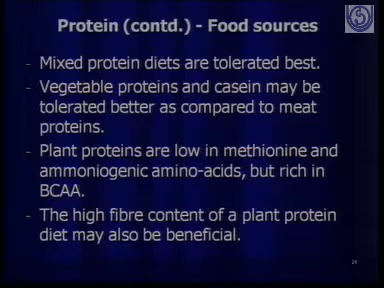 Protein (contd.) - Food sources
- Mixed protein diets are tolerated best.
- Vegetable proteins and casein may be
tolerated better as compared to meat
proteins.
- Plant proteins are low in methionine and
ammoniogenic amino-acids, but rich in
BCAA.
- The high fibre content of a plant protein
diet may also be beneficial.